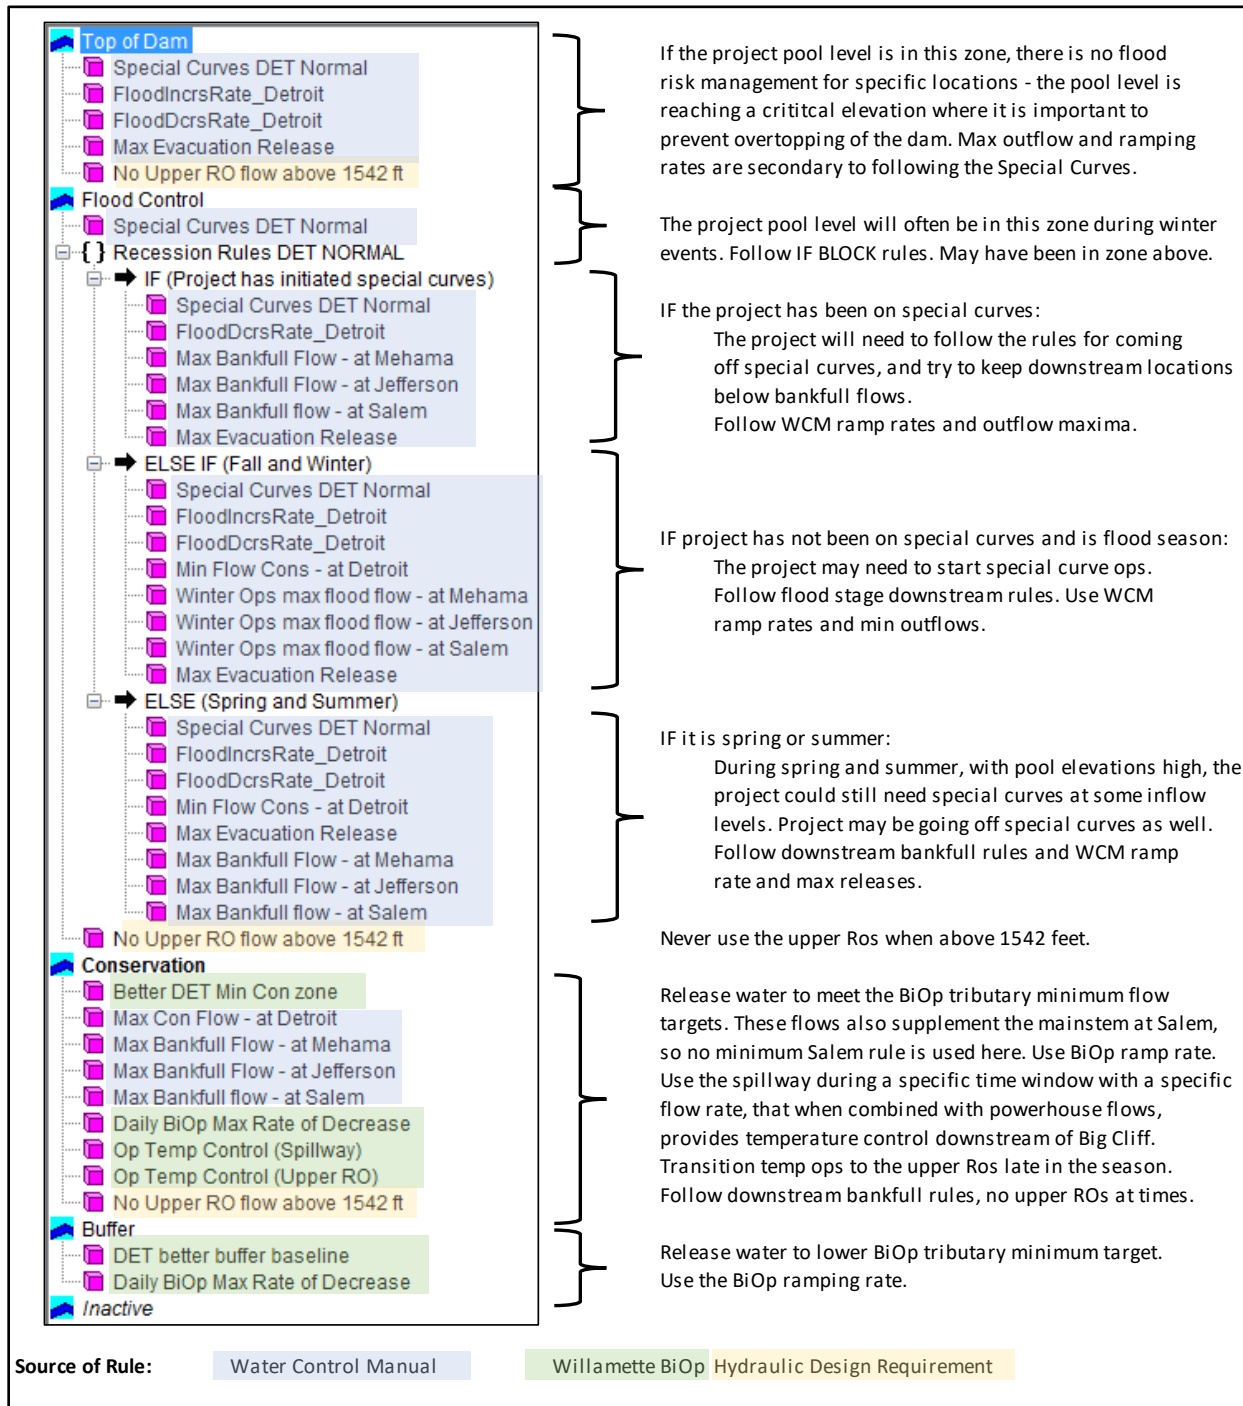 Top of Dam
Special Curves DET Normal
FloodIncrsRate_Detroit
FloodDcrsRate_Detroit
Max Evacuation Release
No Upper RO flow above 1542 ft
If the project pool level is in this zone, there is no flood
risk management for specific locations - the pool level is
reaching a crititcal elevation where it is important to
prevent overtopping of the dam. Max outflow and ramping
rates are secondary to following the Special Curves.
Flood Control
Special Curves DET Normal
{ } Recession Rules DET NORMAL
The project pool level will often be in this zone during winter
events. Follow IF BLOCK rules. May have been in zone above.
IF (Project has initiated special curves)
Special Curves DET Normal
FloodDcrsRate_Detroit
Max Bankfull Flow - at Mehama
Max Bankfull Flow - at Jefferson
Max Bankfull flow - at Salem
Max Evacuation Release
IF the project has been on special curves:
The project will need to follow the rules for coming
off special curves, and try to keep downstream locations
below bankfull flows.
Follow WCM ramp rates and outflow maxima.
ELSE IF (Fall and Winter)
Special Curves DET Normal
FloodIncrsRate_Detroit
FloodDcrsRate_Detroit
Min Flow Cons - at Detroit
Winter Ops max flood flow - at Mehama
Winter Ops max flood flow - at Jefferson
Winter Ops max flood flow - at Salem
Max Evacuation Release
IF project has not been on special curves and is flood season:
The project may need to start special curve ops.
Follow flood stage downstream rules. Use WCM
ramp rates and min outflows.
ELSE (Spring and Summer)
Special Curves DET Normal
FloodIncrsRate_Detroit
FloodDcrsRate_Detroit
Min Flow Cons - at Detroit
Max Evacuation Release
Max Bankfull Flow - at Mehama
Max Bankfull Flow - at Jefferson
Max Bankfull flow - at Salem
IF it is spring or summer:
During spring and summer, with pool elevations high, the
project could still need special curves at some inflow
levels. Project may be going off special curves as well.
Follow downstream bankfull rules and WCM ramp
rate and max releases.
No Upper RO flow above 1542 ft
Never use the upper Ros when above 1542 feet.
Conservation
Better DET Min Con zone
Max Con Flow - at Detroit
Max Bankfull Flow - at Mehama
Max Bankfull Flow - at Jefferson
Max Bankfull flow - at Salem
Daily BiOp Max Rate of Decrease
Op Temp Control (Spillway)
Op Temp Control (Upper RO)
No Upper RO flow above 1542 ft
Release water to meet the BiOp tributary minimum flow
targets. These flows also supplement the mainstem at Salem,
so no minimum Salem rule is used here. Use BiOp ramp rate.
Use the spillway during a specific time window with a specific
flow rate, that when combined with powerhouse flows,
provides temperature control downstream of Big Cliff.
Transition temp ops to the upper Ros late in the season.
Follow downstream bankfull rules, no upper ROs at times.
Buffer
DET better buffer baseline
Daily BiOp Max Rate of Decrease
Release water to lower BiOp tributary minimum target.
Use the BiOp ramping rate.
Inactive
Source of Rule: Water Control Manual Willamette BiOp Hydraulic Design Requirement